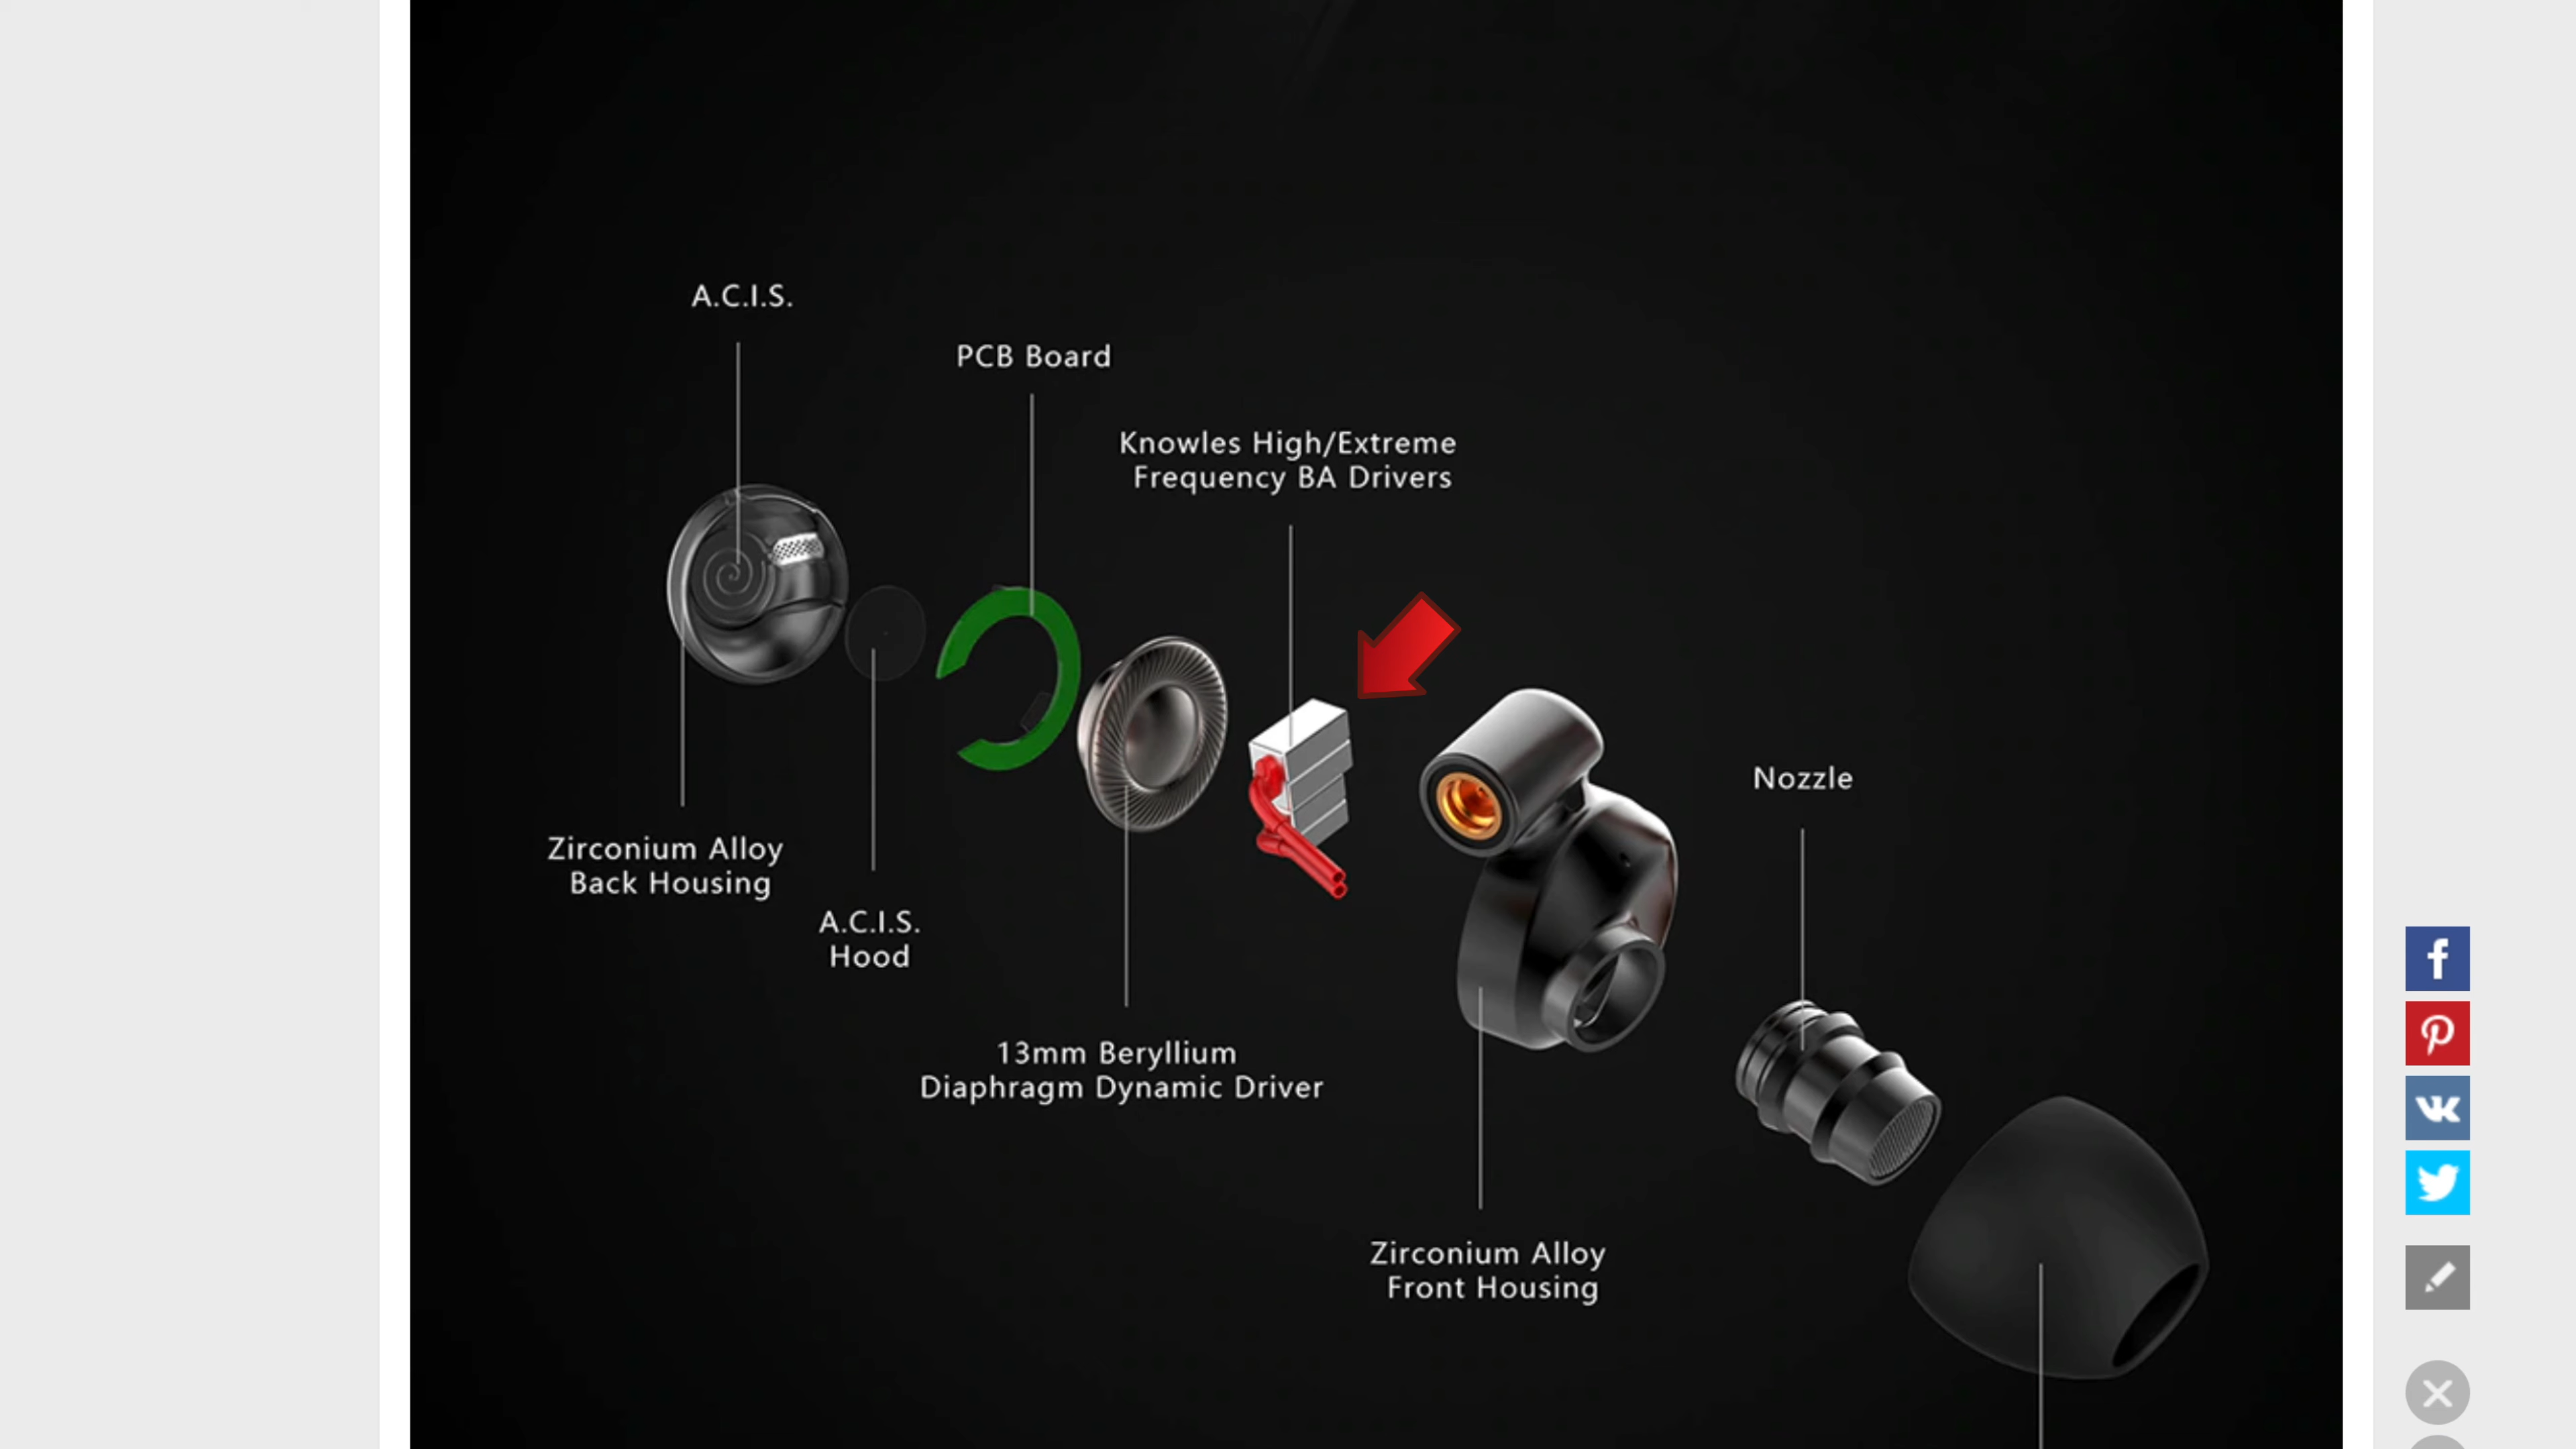 A.C.I.S.
PCB Board
Knowles High/Extreme
Frequency BA Drivers
Nozzle
Zirconium Alloy
Back Housing
A.C.I.S.
Hood
13mm Beryllium
Diaphragm Dynamic Driver
Zirconium Alloy
Front Housing